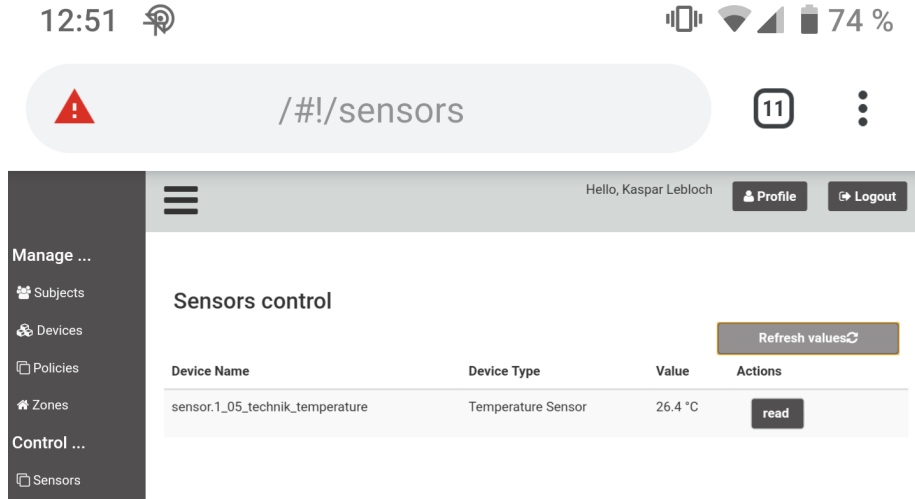 12:51 74 %
/#!/sensors 11
Hello, Kaspar Lebloch Profile Logout
Manage ...
Subjects
Devices
Policies
Zones
Control ...
Sensors
Sensors control
Refresh values
Device Name Device Type Value Actions
sensor.1_05_technik_temperature Temperature Sensor 26.4 °C read